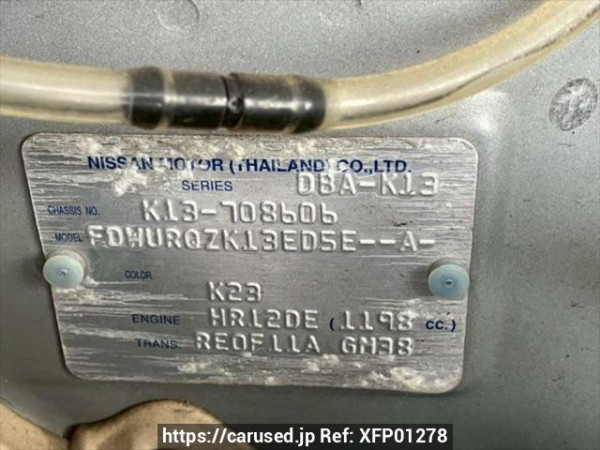 NISSAN MOTOR (THAILAND) CO.,LTD.
SERIES DBA-K13
CHASSIS NO. K13-708606
MODEL FDWURQZK13ED5E--A-
COLOR
K23
ENGINE HR12DE (1198 CC.)
TRANS. RE0F11A GM38
https://carused.jp Ref: XFP01278